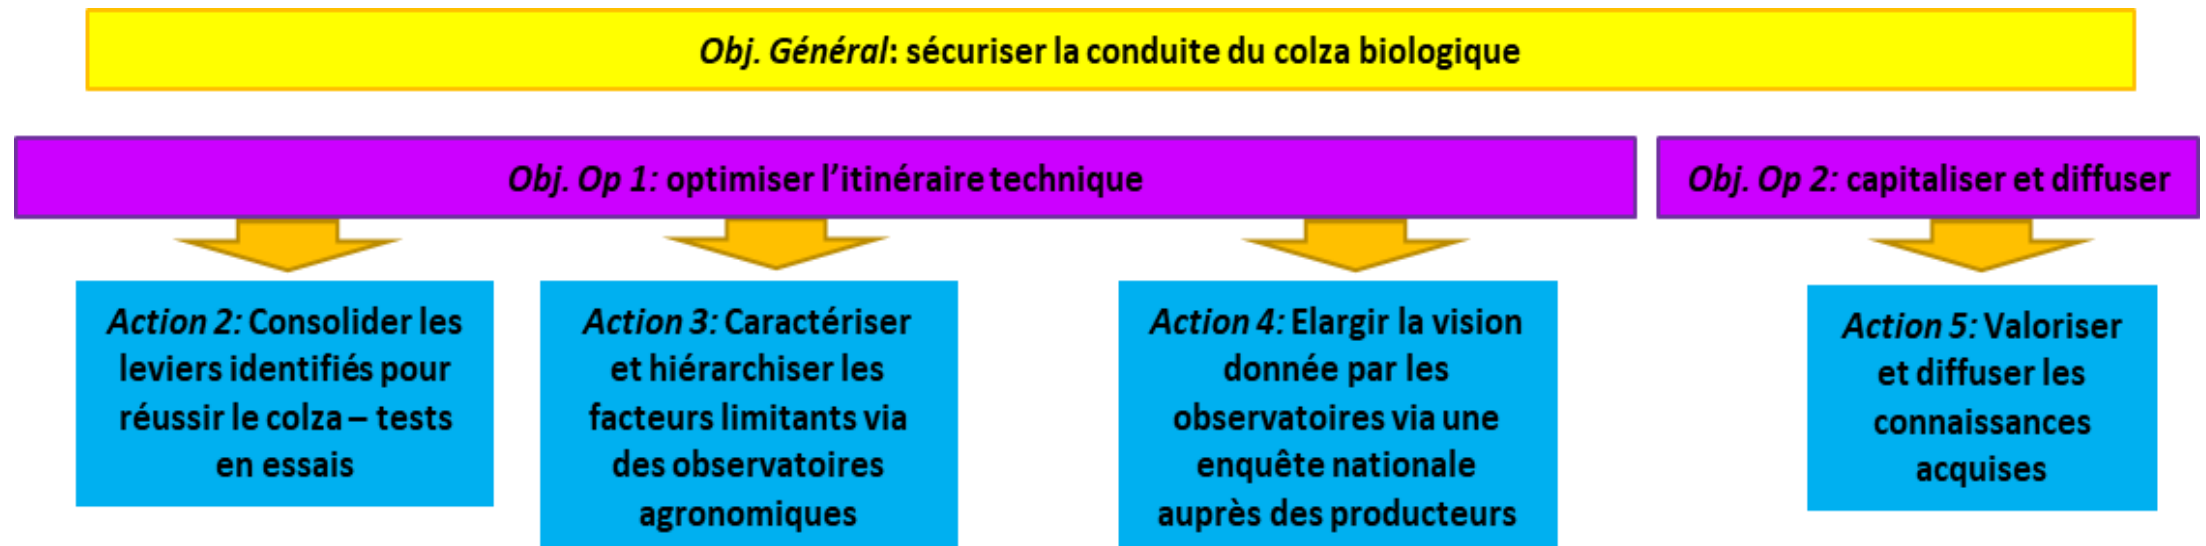 Obj. Général: sécuriser la conduite du colza biologique
Obj. Op 1: optimiser l’itinéraire technique
Obj. Op 2: capitaliser et diffuser
Action 2: Consolider les
leviers identifiés pour
réussir le colza – tests
en essais
Action 3: Caractériser
et hiérarchiser les
facteurs limitants via
des observatoires
agronomiques
Action 4: Elargir la vision
donnée par les
observatoires via une
enquête nationale
auprès des producteurs
Action 5: Valoriser
et diffuser les
connaissances
acquises